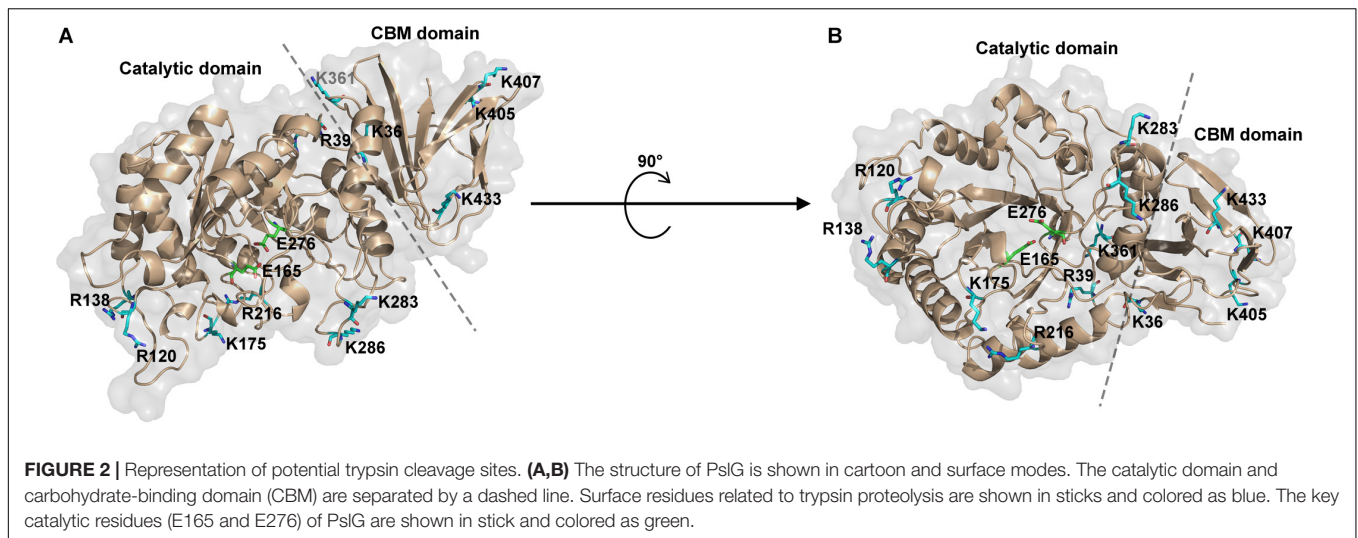 A
CBM domain
Catalytic domain
K361
K407
K405
R39
K36
K433
E276
E165
R138
R216
K283
R120
K175
K286
90°
B
Catalytic domain
K283
CBM domain
R120
K286
K433
E276
R138
K407
E165
K361
R39
K175
K405
K36
R216
FIGURE 2 | Representation of potential trypsin cleavage sites. (A,B) The structure of PslG is shown in cartoon and surface modes. The catalytic domain and
carbohydrate-binding domain (CBM) are separated by a dashed line. Surface residues related to trypsin proteolysis are shown in sticks and colored as blue. The key
catalytic residues (E165 and E276) of PslG are shown in stick and colored as green.